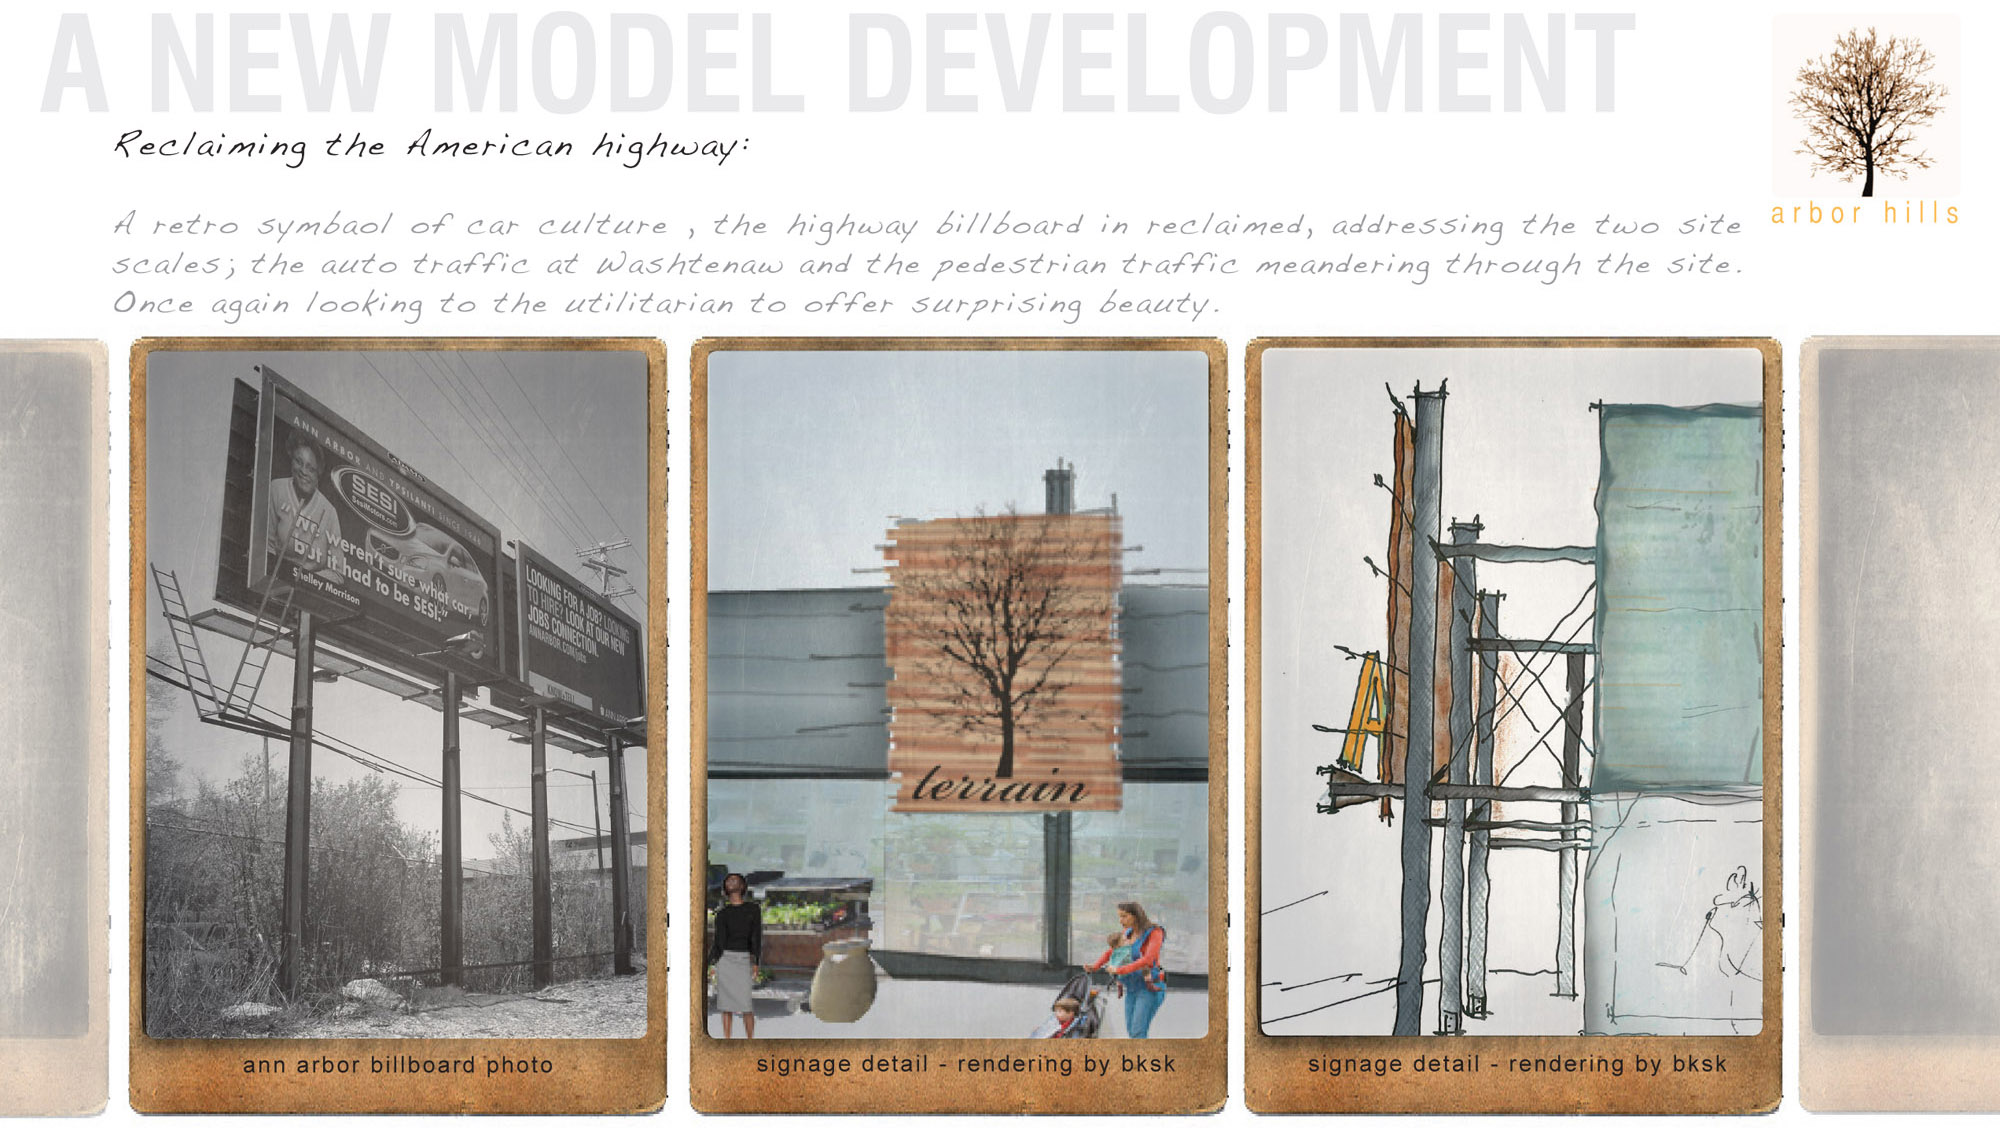 A NEW MODEL DEVELOPMENT
Reclaiming the American highway:
arbor hills
A retro symbaol of car culture , the highway billboard in reclaimed, addressing the two site
scales; the auto traffic at Washtenaw and the pedestrian traffic meandering through the site.
Once again looking to the utilitarian to offer surprising beauty.
ANN ARBOR AND YPSILANTI SINCE 1946
SESI
SesiMotors.com
"We weren't sure what car,
but it had to be SESI."
Shelley Morrison
LOOKING FOR A JOB? LOOKING
TO HIRE? LOOK AT OUR NEW
JOBS CONNECTION.
ANNARBOR.COM/jobs
terrain
A
ann arbor billboard photo
signage detail - rendering by bksk
signage detail - rendering by bksk